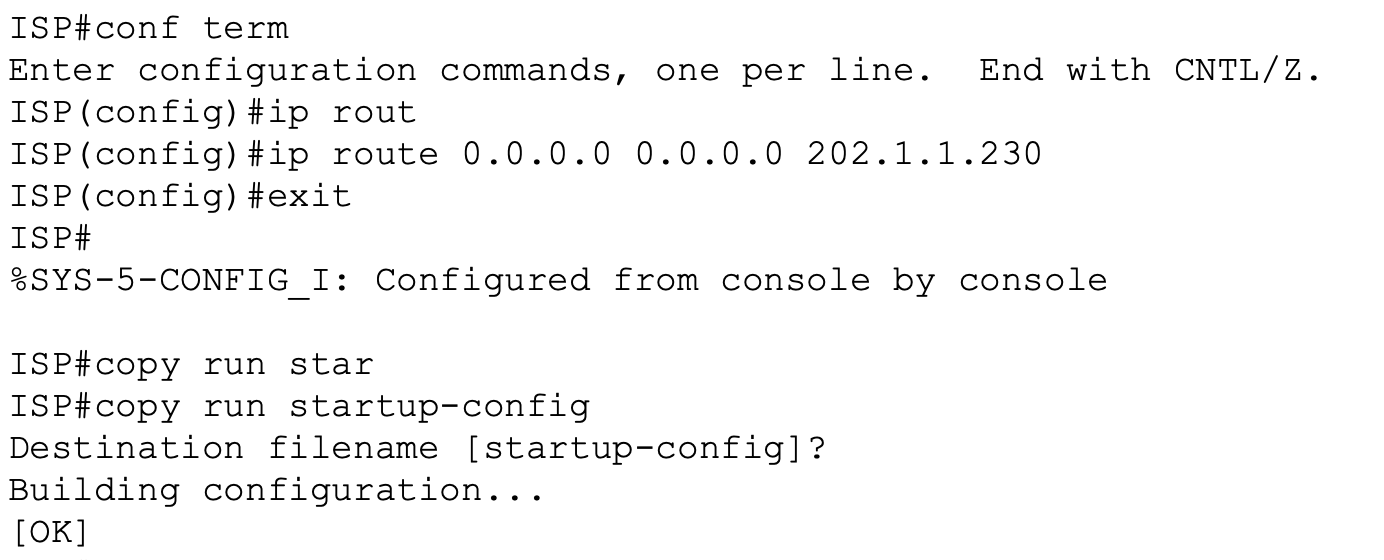 ISP#conf term
Enter configuration commands, one per line.  End with CNTL/Z.
ISP(config)#ip rout
ISP(config)#ip route 0.0.0.0 0.0.0.0 202.1.1.230
ISP(config)#exit
ISP#
%SYS-5-CONFIG_I: Configured from console by console

ISP#copy run star
ISP#copy run startup-config
Destination filename [startup-config]?
Building configuration...
[OK]